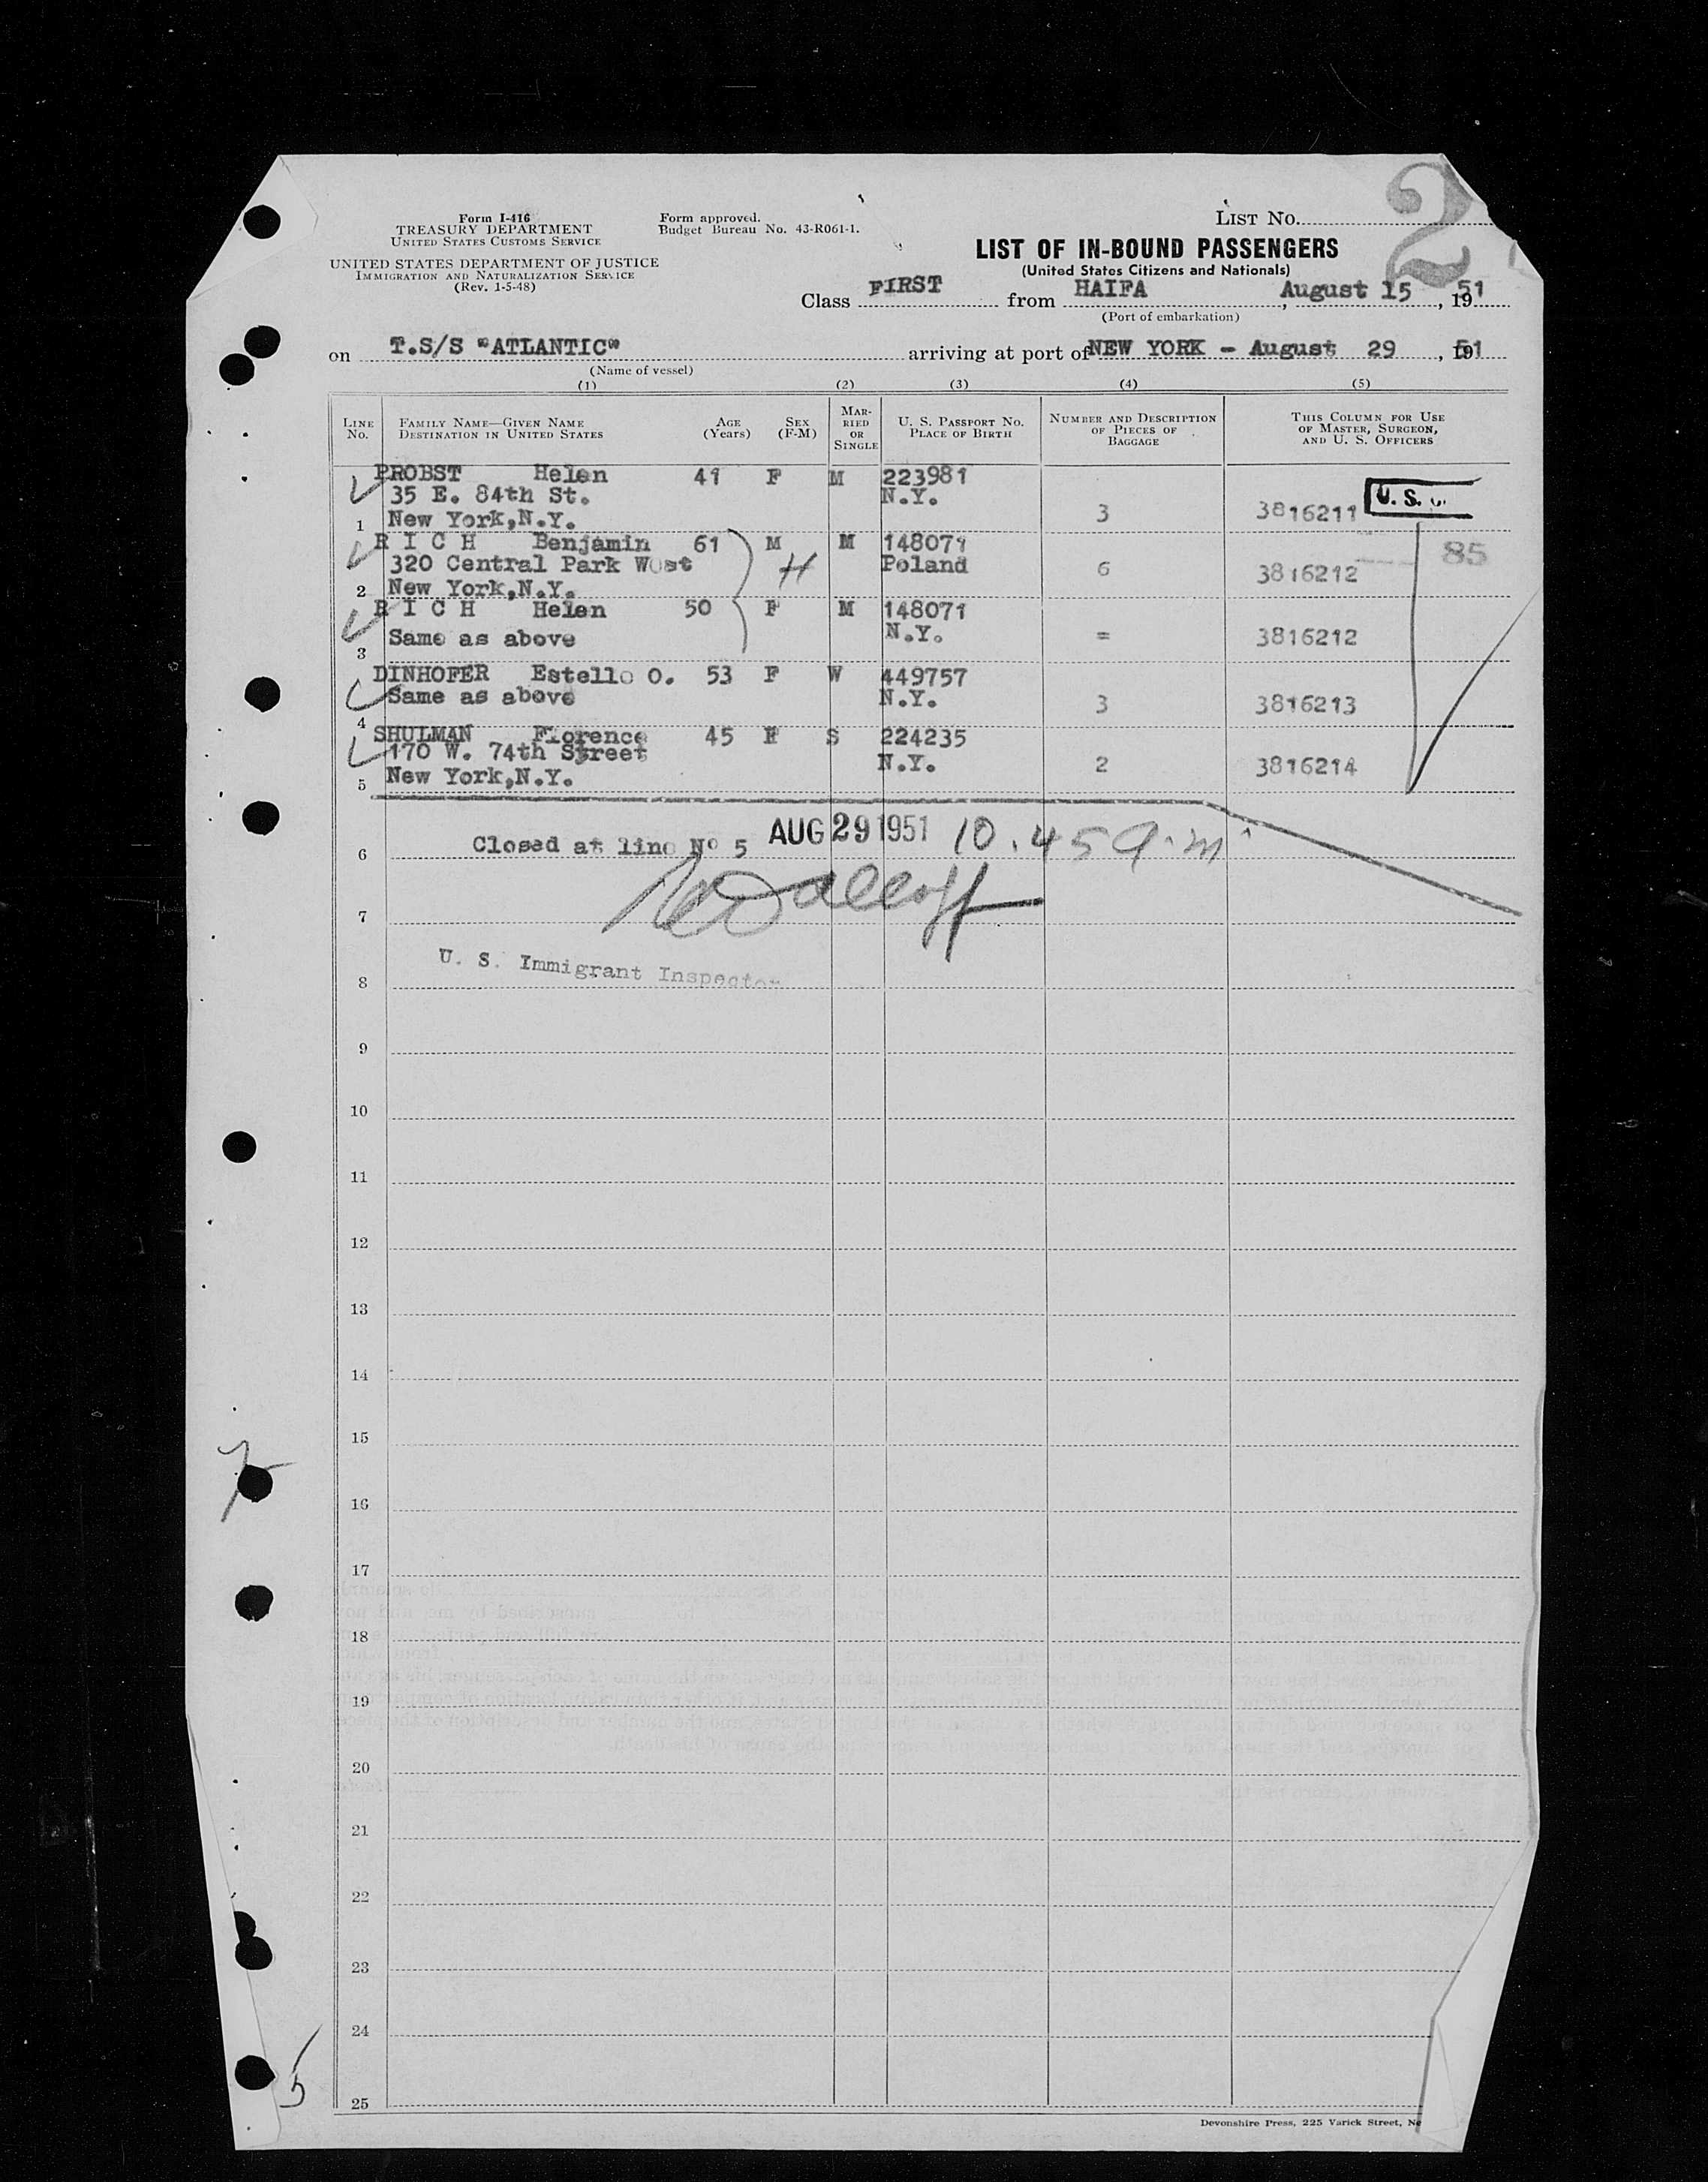 Form I-416
TREASURY DEPARTMENT
UNITED STATES CUSTOMS SERVICE
UNITED STATES DEPARTMENT OF JUSTICE
IMMIGRATION AND NATURALIZATION SERVICE
(Rev. 1-5-48)
Form approved.
Budget Bureau No. 43-R061-1.
LIST NO. 2
LIST OF IN-BOUND PASSENGERS
(United States Citizens and Nationals)
Class FIRST from HAIFA, August 15, 1951
(Port of embarkation)
on T.S/S "ATLANTIC" arriving at port of NEW YORK - August 29, 1951
(Name of vessel)
(1) (2) (3) (4) (5)
LINE NO. FAMILY NAME—GIVEN NAME DESTINATION IN UNITED STATES AGE (Years) SEX (F-M) MARRIED OR SINGLE U. S. PASSPORT NO. PLACE OF BIRTH NUMBER AND DESCRIPTION OF PIECES OF BAGGAGE THIS COLUMN FOR USE OF MASTER, SURGEON, AND U. S. OFFICERS
PROBST Helen 41 F M 223981
35 E. 84th St. N.Y.
1 New York,N.Y. 3 3816211 U. S.
R I C H Benjamin 61 M M 148071 85
320 Central Park West H Poland
2 New York,N.Y. 6 3816212
R I C H Helen 50 F M 148071
Same as above N.Y. = 3816212
3
DINHOFER Estelle O. 53 F W 449757
Same as above N.Y. 3 3816213
4
SHULMAN Florence 45 F S 224235
170 W. 74th Street N.Y.
5 New York,N.Y. 2 3816214
6 Closed at line No 5 AUG 29 1951 10.45 a.m
7
U. S. Immigrant Inspector
8
9
10
11
12
13
14
15
16
17
18
19
20
21
22
23
24
25
5
Devonshire Press, 225 Varick Street, Ne